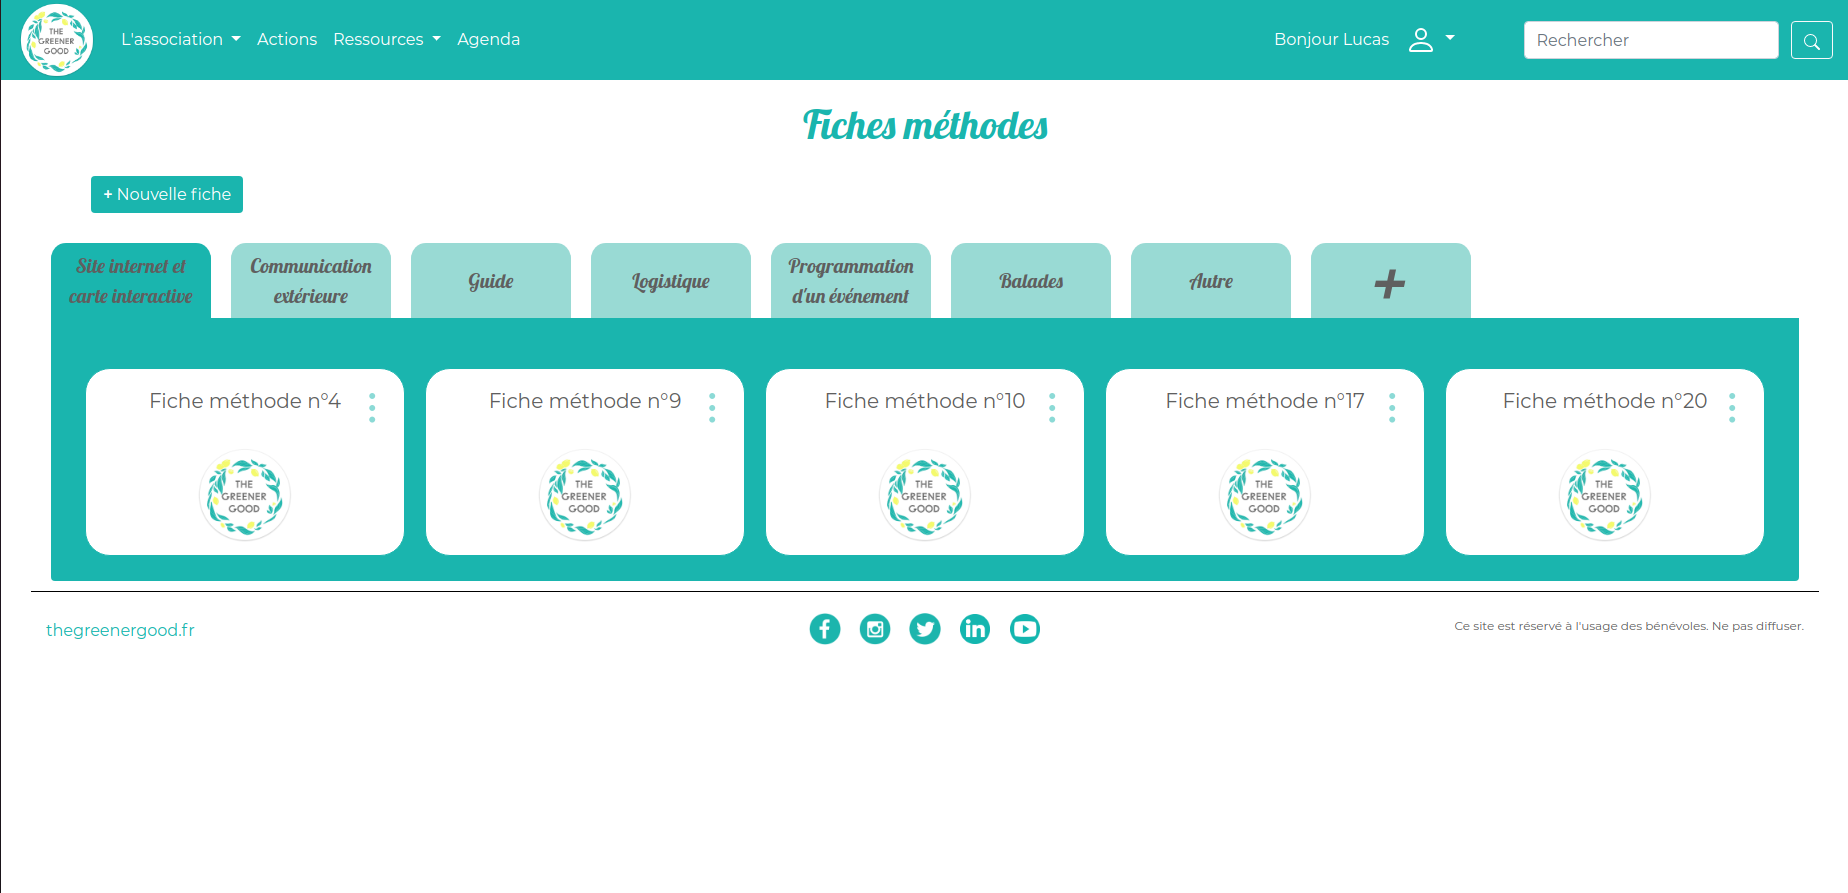 THE
GREENER
GOOD
L'association
Actions
Ressources
Agenda
Bonjour Lucas
Rechercher
Fiches méthodes
+ Nouvelle fiche
Site internet et
carte interactive
Communication
extérieure
Guide
Logistique
Programmation
d'un événement
Balades
Autre
+
Fiche méthode n°4
Fiche méthode n°9
Fiche méthode n°10
Fiche méthode n°17
Fiche méthode n°20
THE
GREENER
GOOD
THE
GREENER
GOOD
THE
GREENER
GOOD
THE
GREENER
GOOD
THE
GREENER
GOOD
thegreenergood.fr
Ce site est réservé à l'usage des bénévoles. Ne pas diffuser.